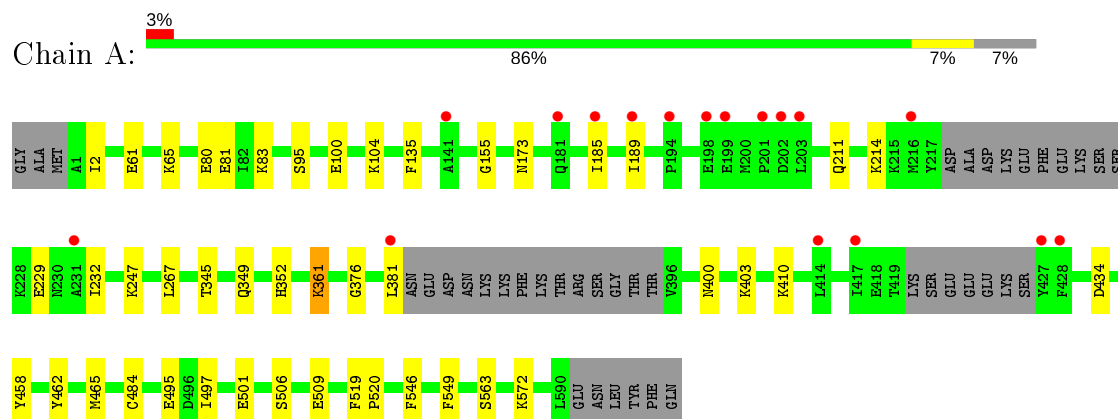 3%
Chain A:
86%
7%
7%
GLY ALA MET A1 I2 E61 K65 E80 E81 I82 K83 S95 E100 K104 F135 A141 G155 N173 Q181 I185 I189 P194 E198 E199 M200 P201 D202 L203 Q211 K214 K215 M216 Y217 ASP ALA ASP LYS GLU PHE GLU LYS SER SER
K228 E229 N230 A231 I232 K247 L267 T345 Q349 H352 K361 G376 L381 ASN GLU ASP ASN LYS LYS PHE LYS THR ARG SER GLY THR THR V396 N400 K403 K410 L414 I417 E418 T419 LYS SER GLU GLU GLU LYS SER Y427 F428 D434
Y458 Y462 M465 C484 E495 D496 I497 E501 S506 E509 F519 P520 F546 F549 S563 K572 L590 GLU ASN LEU TYR PHE GLN